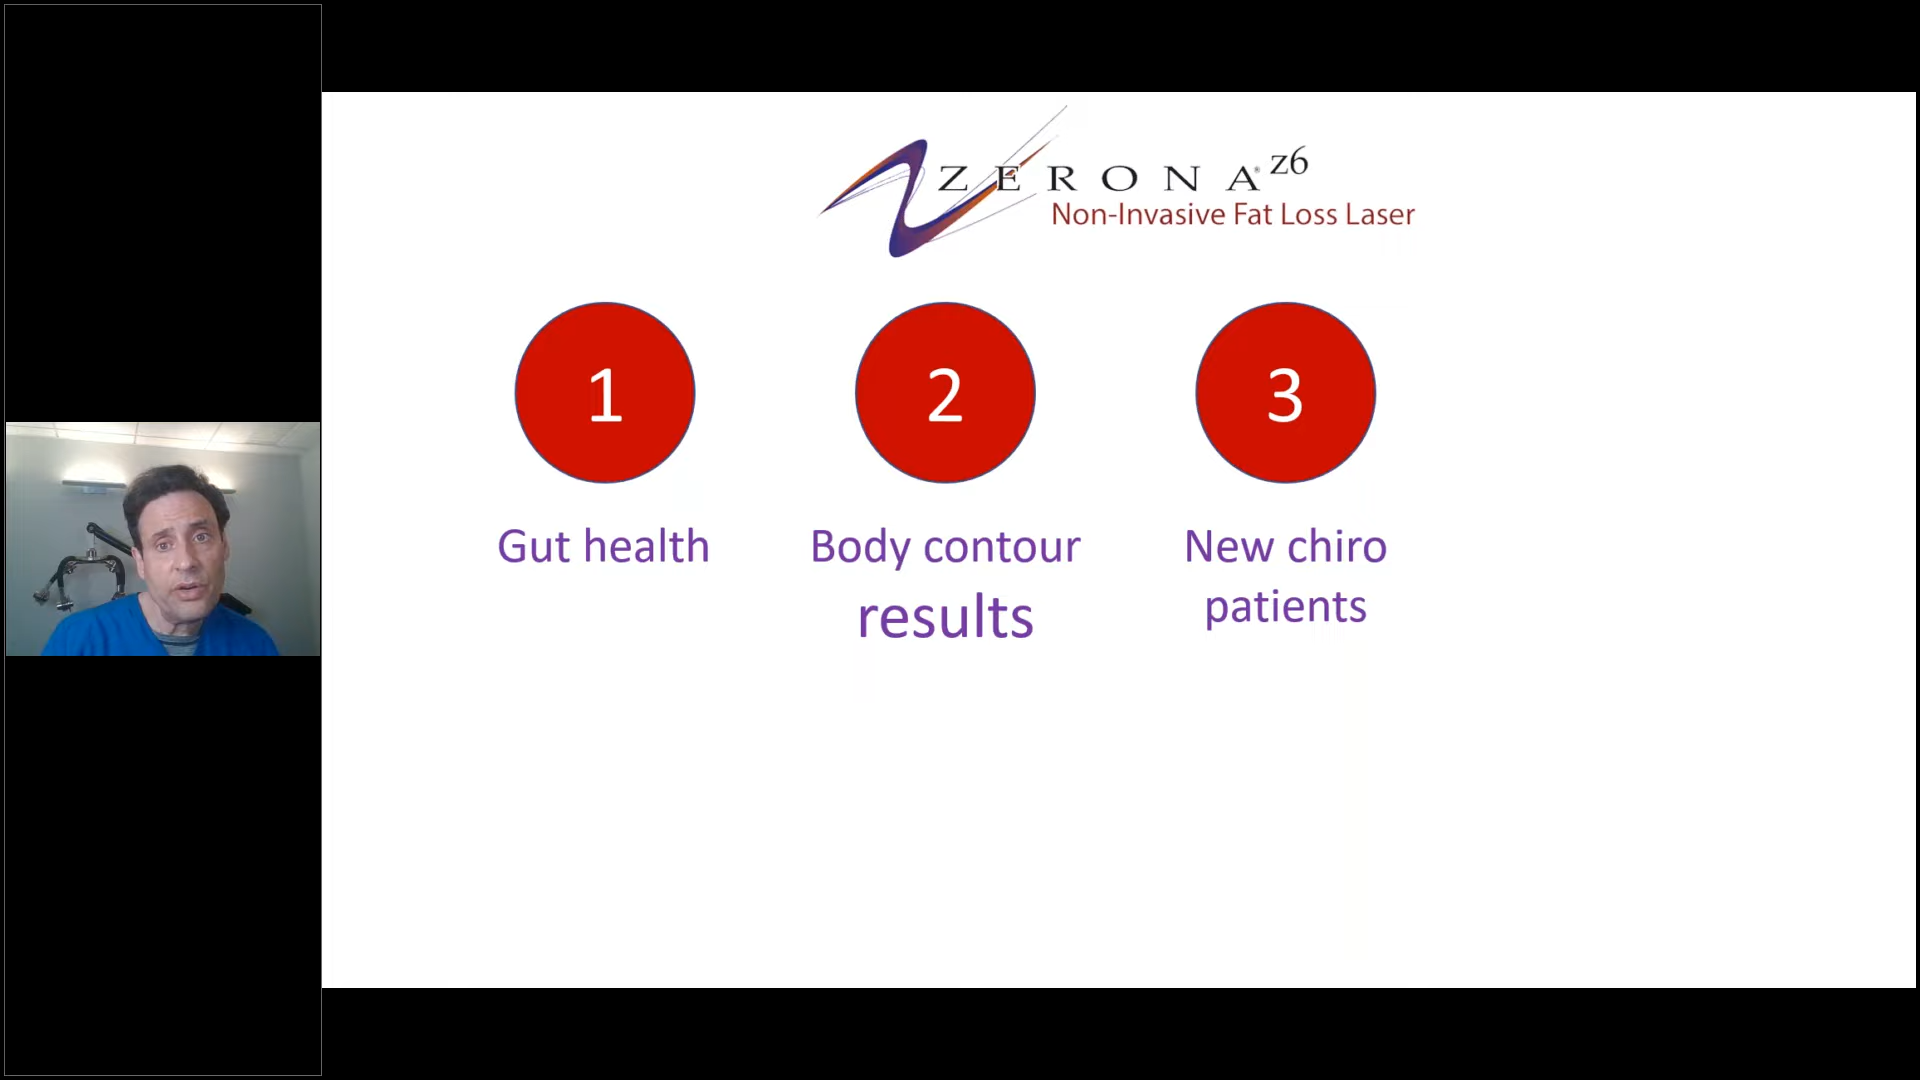 ZERONA® z6
Non-Invasive Fat Loss Laser
1
2
3
Gut health
Body contour
results
New chiro
patients